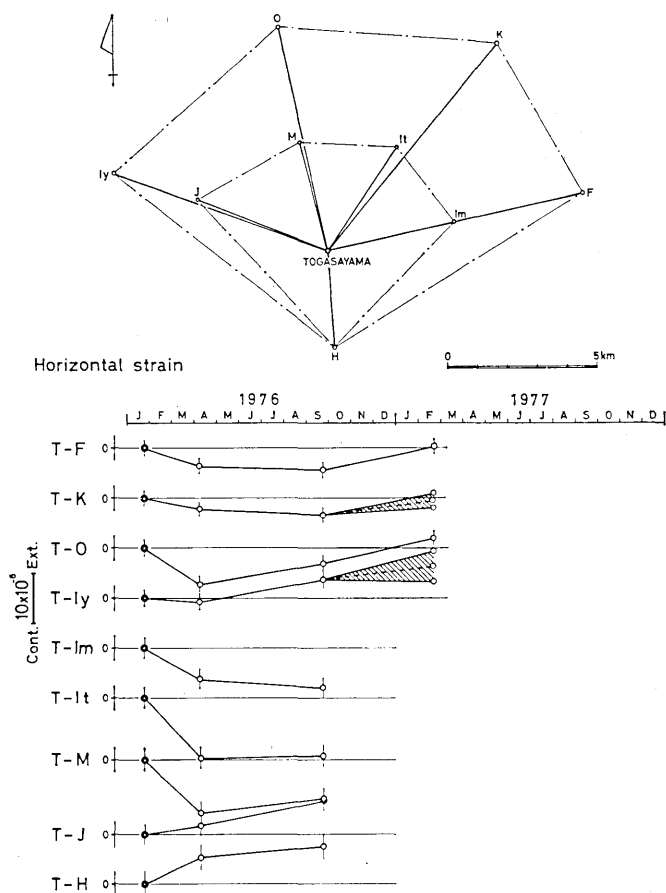 O
K
M
It
Iy
J
Im
F
TOGASAYAMA
H
0 5km
Horizontal strain
1976 1977
J F M A M J J A S O N D J F M A M J J A S O N D
T-F 0
T-K 0
T-O 0
T-Iy 0
T-Im 0
T-It 0
T-M 0
T-J 0
T-H 0
Cont. 10x10⁻⁶ Ext.